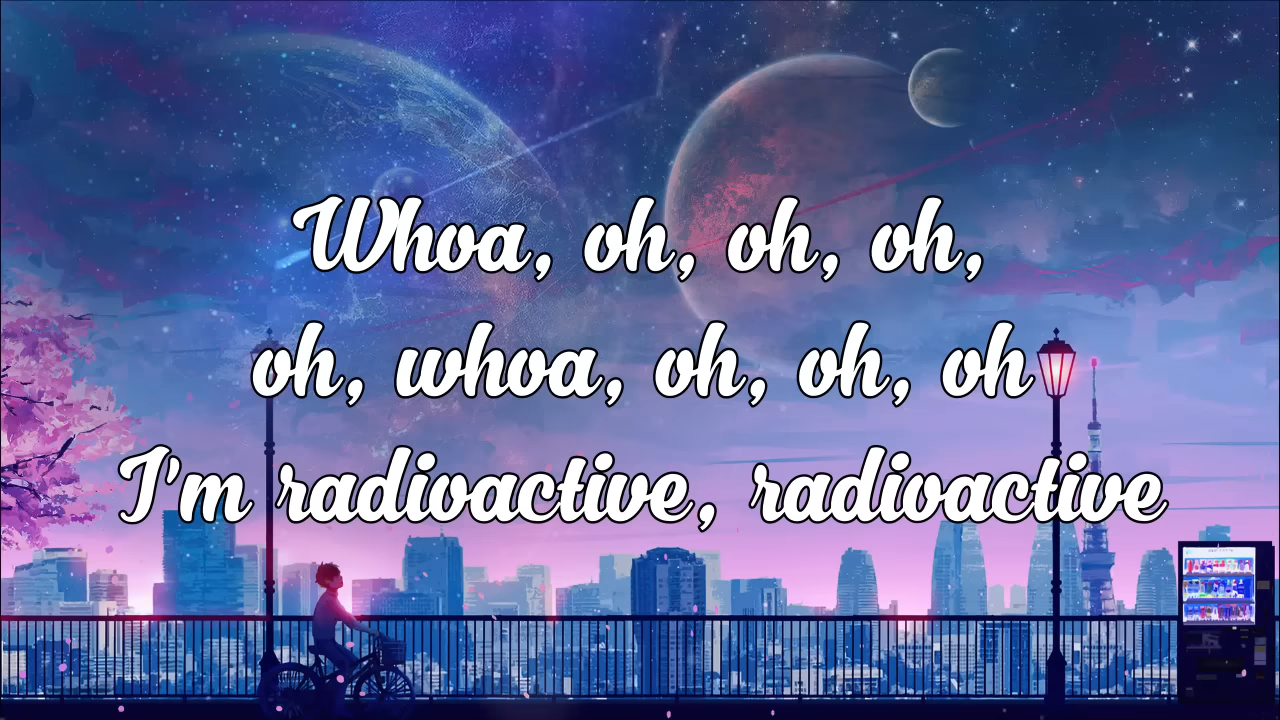 Whoa, oh, oh, oh,
oh, whoa, oh, oh, oh
I'm radioactive, radioactive